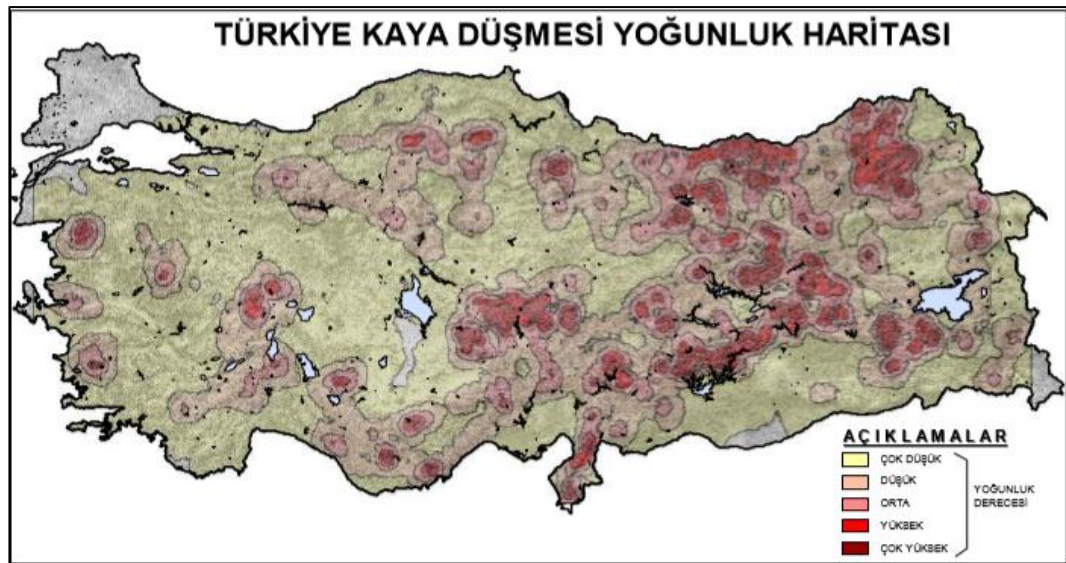 TÜRKİYE KAYA DÜŞMESİ YOĞUNLUK HARİTASI
AÇIKLAMALAR
ÇOK DÜŞÜK
DÜŞÜK
ORTA
YÜKSEK
ÇOK YÜKSEK
YOĞUNLUK
DERECESİ